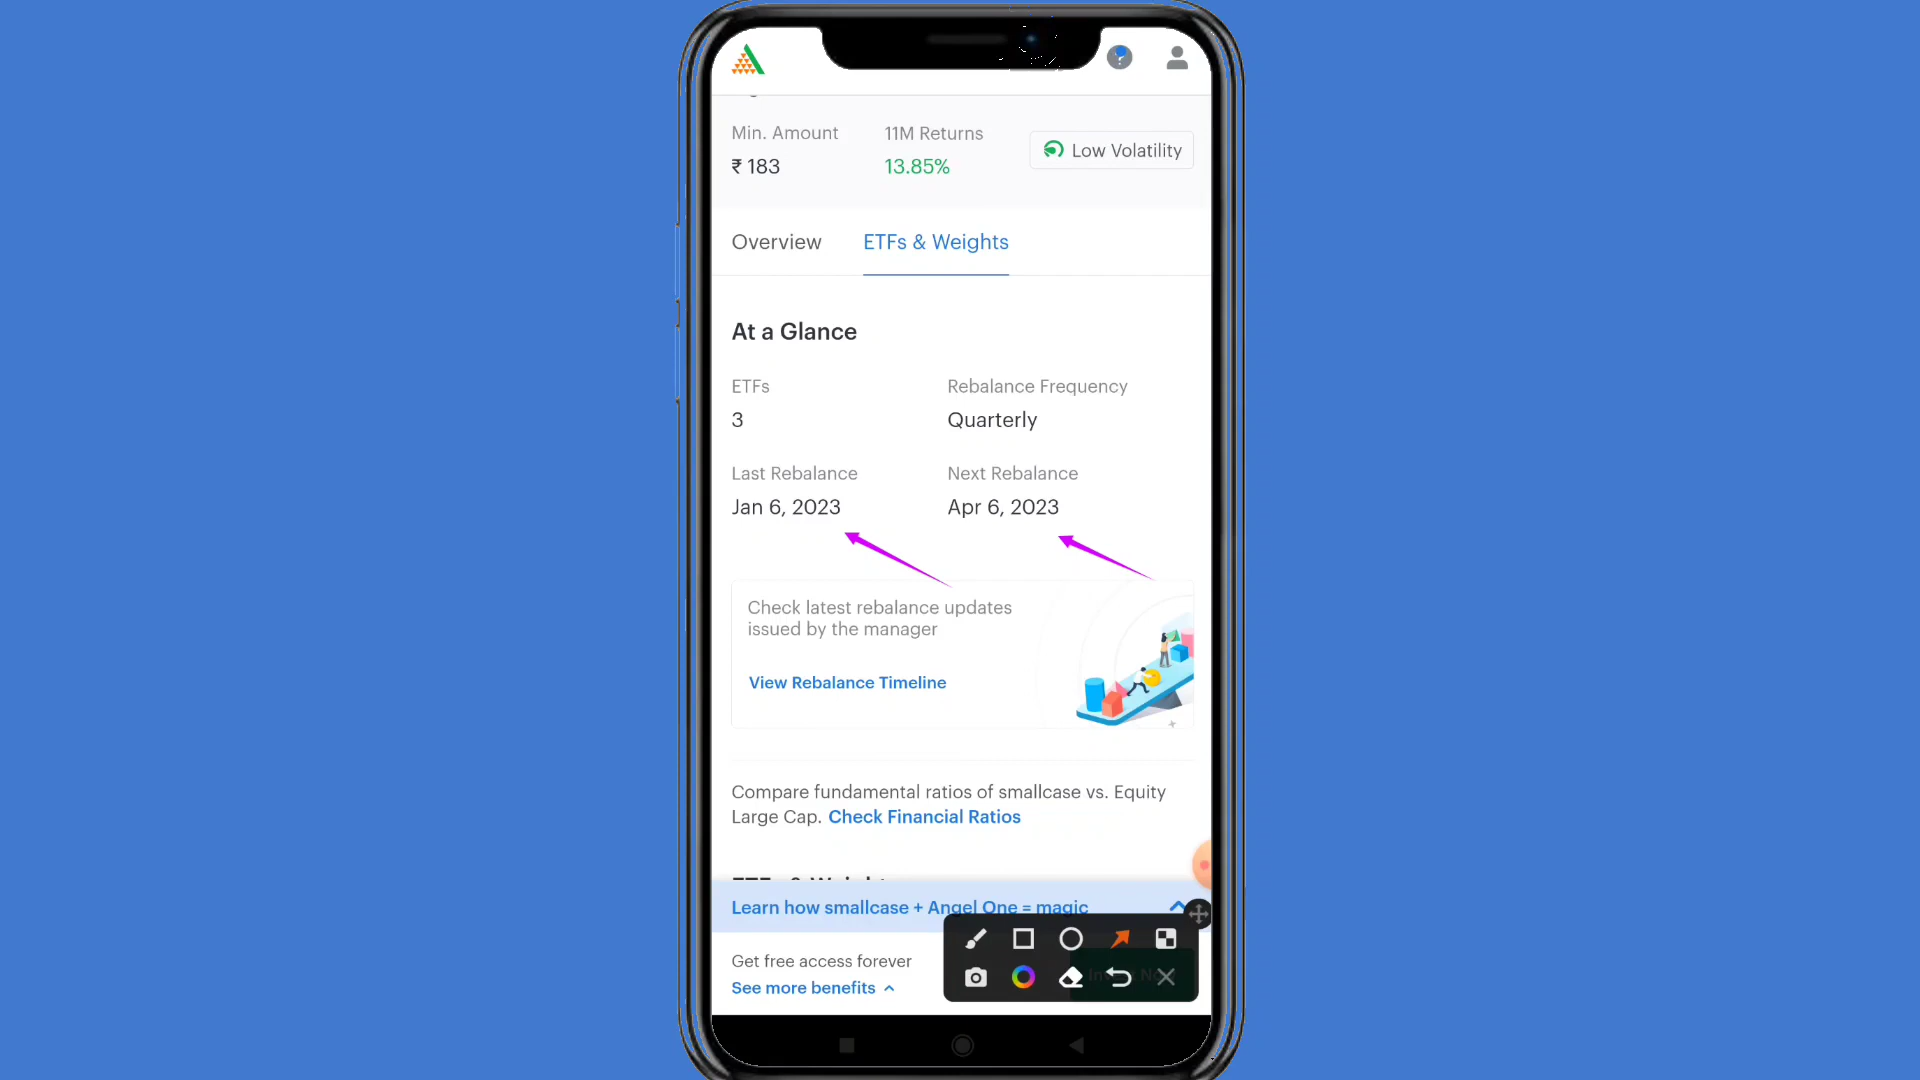 Min. Amount 11M Returns
₹ 183 13.85% Low Volatility
Overview ETFs & Weights
At a Glance
ETFs Rebalance Frequency
3 Quarterly
Last Rebalance Next Rebalance
Jan 6, 2023 Apr 6, 2023
Check latest rebalance updates
issued by the manager
View Rebalance Timeline
Compare fundamental ratios of smallcase vs. Equity
Large Cap. Check Financial Ratios
ETFs & Weights
Learn how smallcase + Angel One = magic
Get free access forever
See more benefits